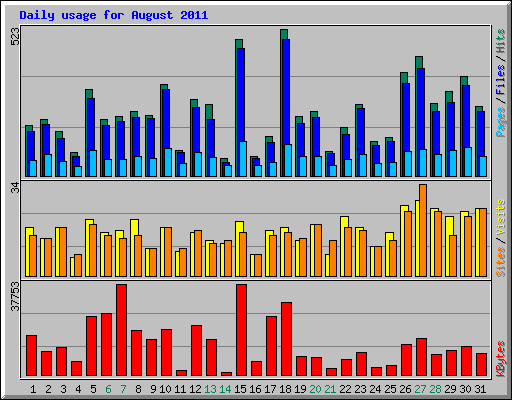 Daily usage for August 2011
523
Pages / Files / Hits
34
Sites / Visits
37753
KBytes
1 2 3 4 5 6 7 8 9 10 11 12 13 14 15 16 17 18 19 20 21 22 23 24 25 26 27 28 29 30 31